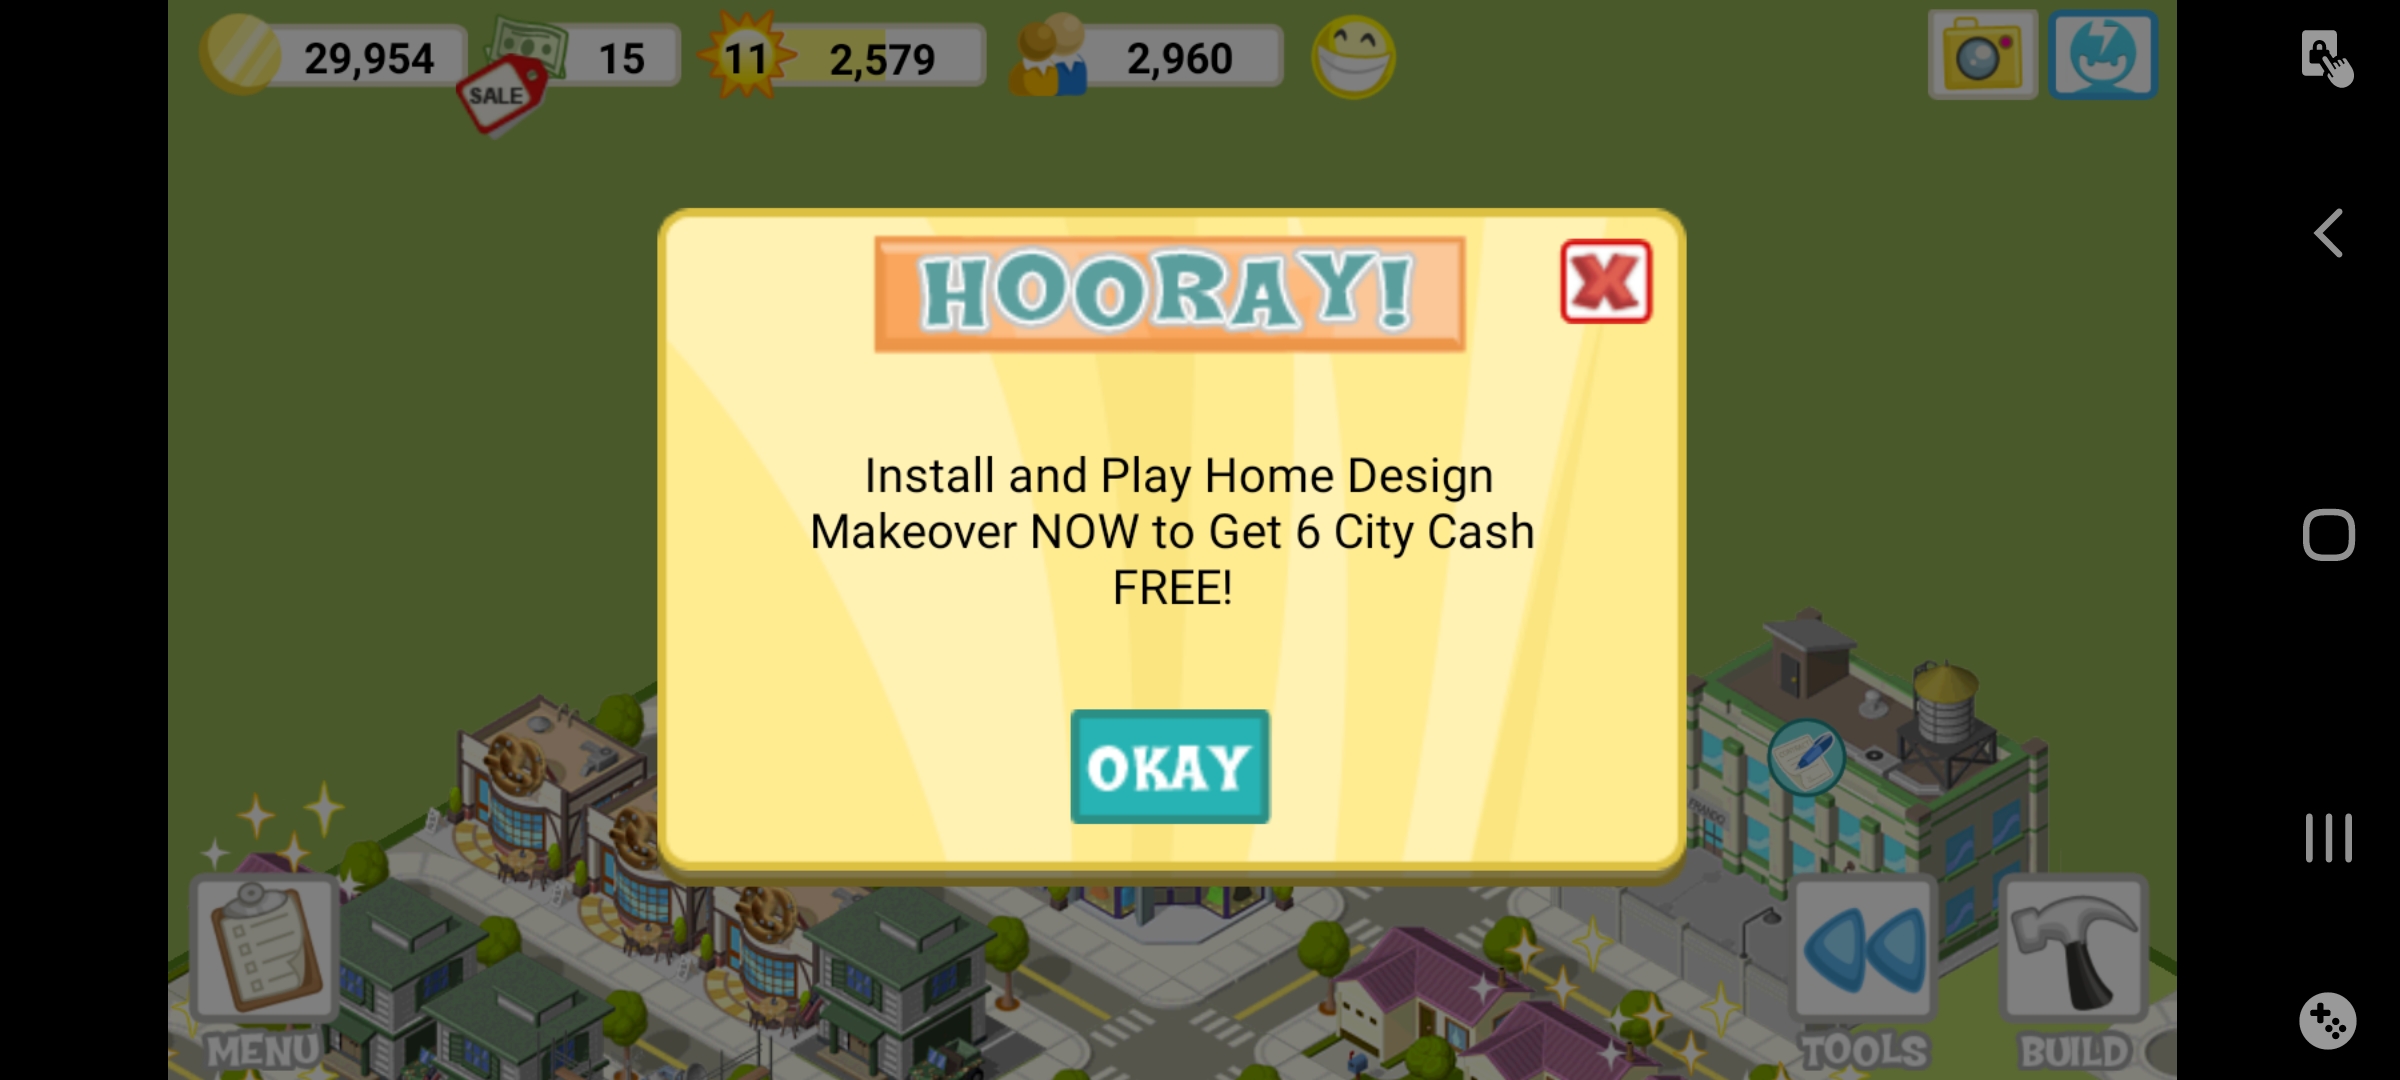 29,954
15
11
2,579
2,960
SALE
HOORAY!
Install and Play Home Design
Makeover NOW to Get 6 City Cash
FREE!
OKAY
MENU
TOOLS
BUILD